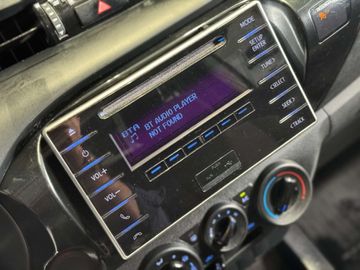 MODE
SETUP
ENTER
TUNE>
<SELECT
SEEK>
<TRACK
VOL+
VOL-
BTA
BT AUDIO PLAYER
NOT FOUND